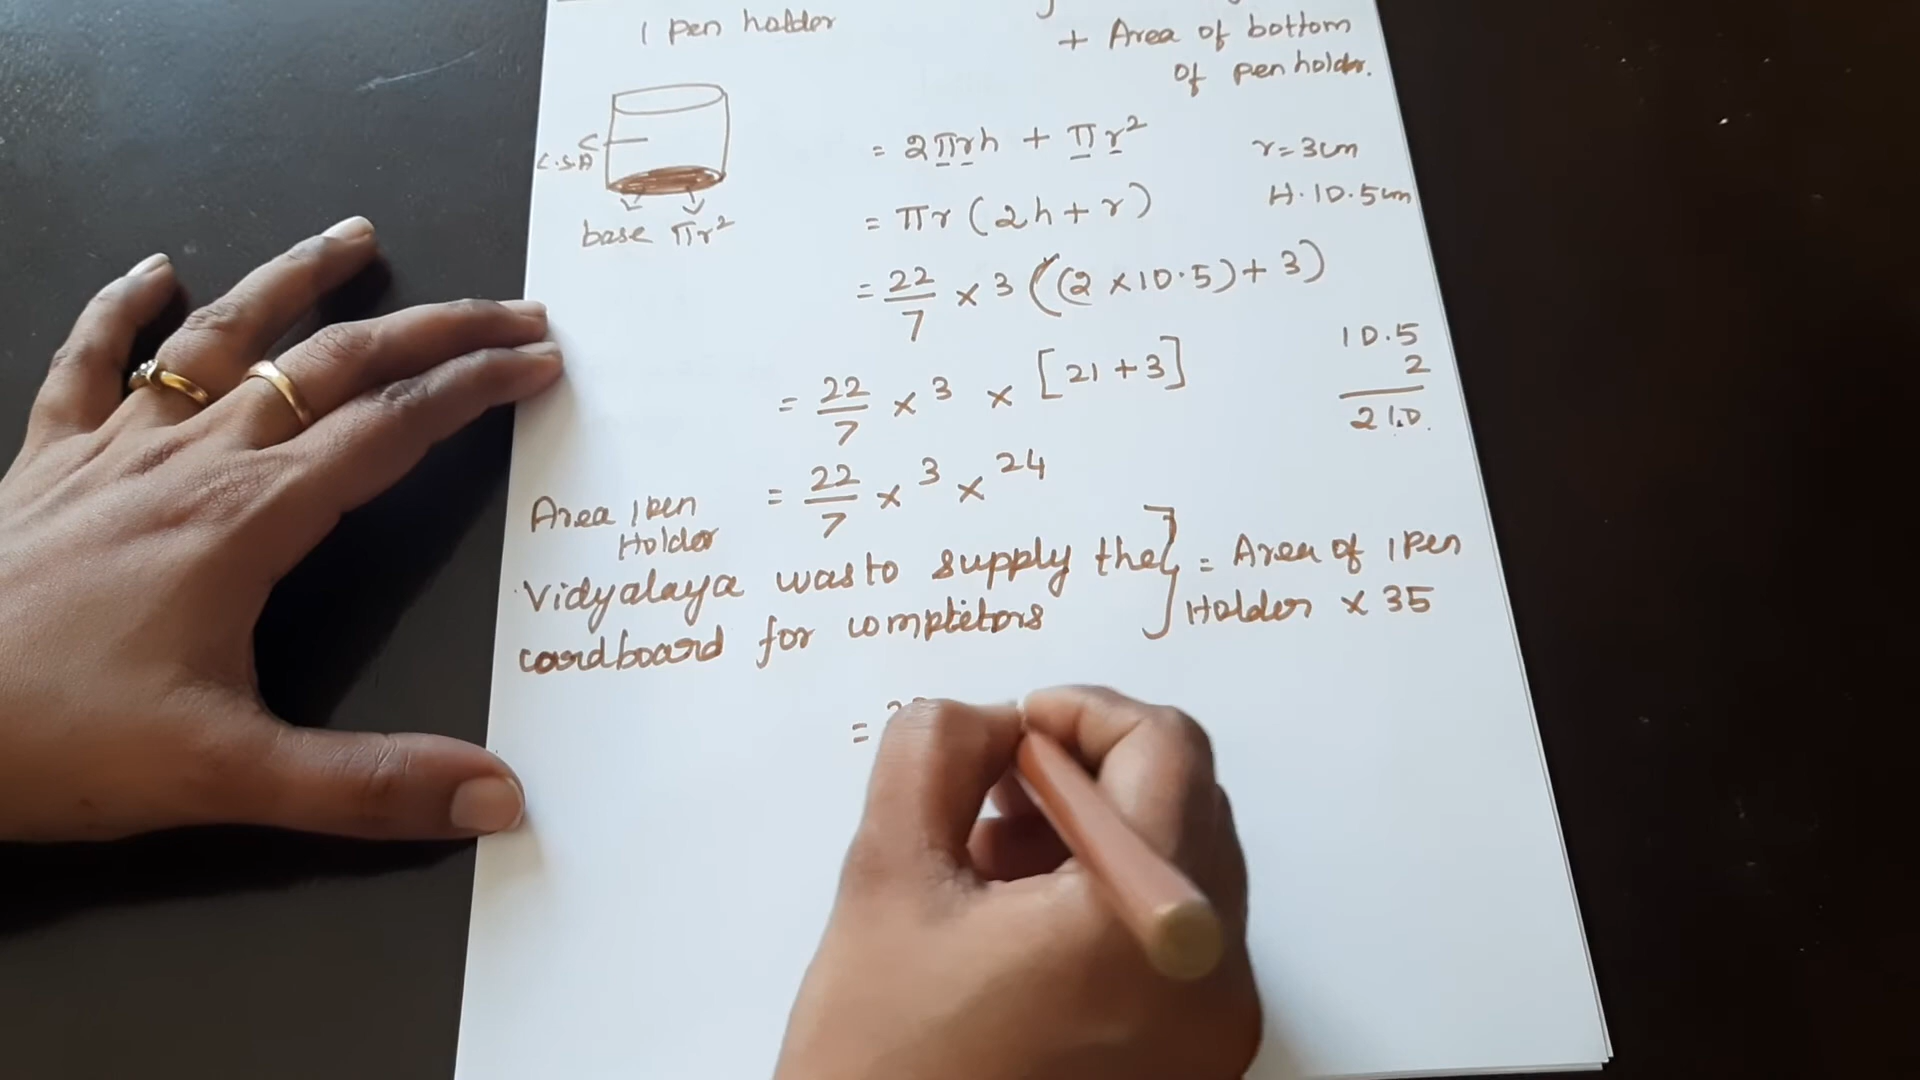 1 pen holder
+ Area of bottom
of pen holdr.
C.S.A
base πr²
= 2πrh + πr²
r=3cm
H.10.5cm
= πr (2h+r)
= 22/7 × 3 ((2 ×10.5)+3)
= 22/7 × 3 × [21+3]
10.5
2
21.0.
Area 1 pen
Holder
= 22/7 × 3 × 24
Vidyalaya was to supply the
cardboard for comptitors
= Area of 1 Pen
Holder × 35
=